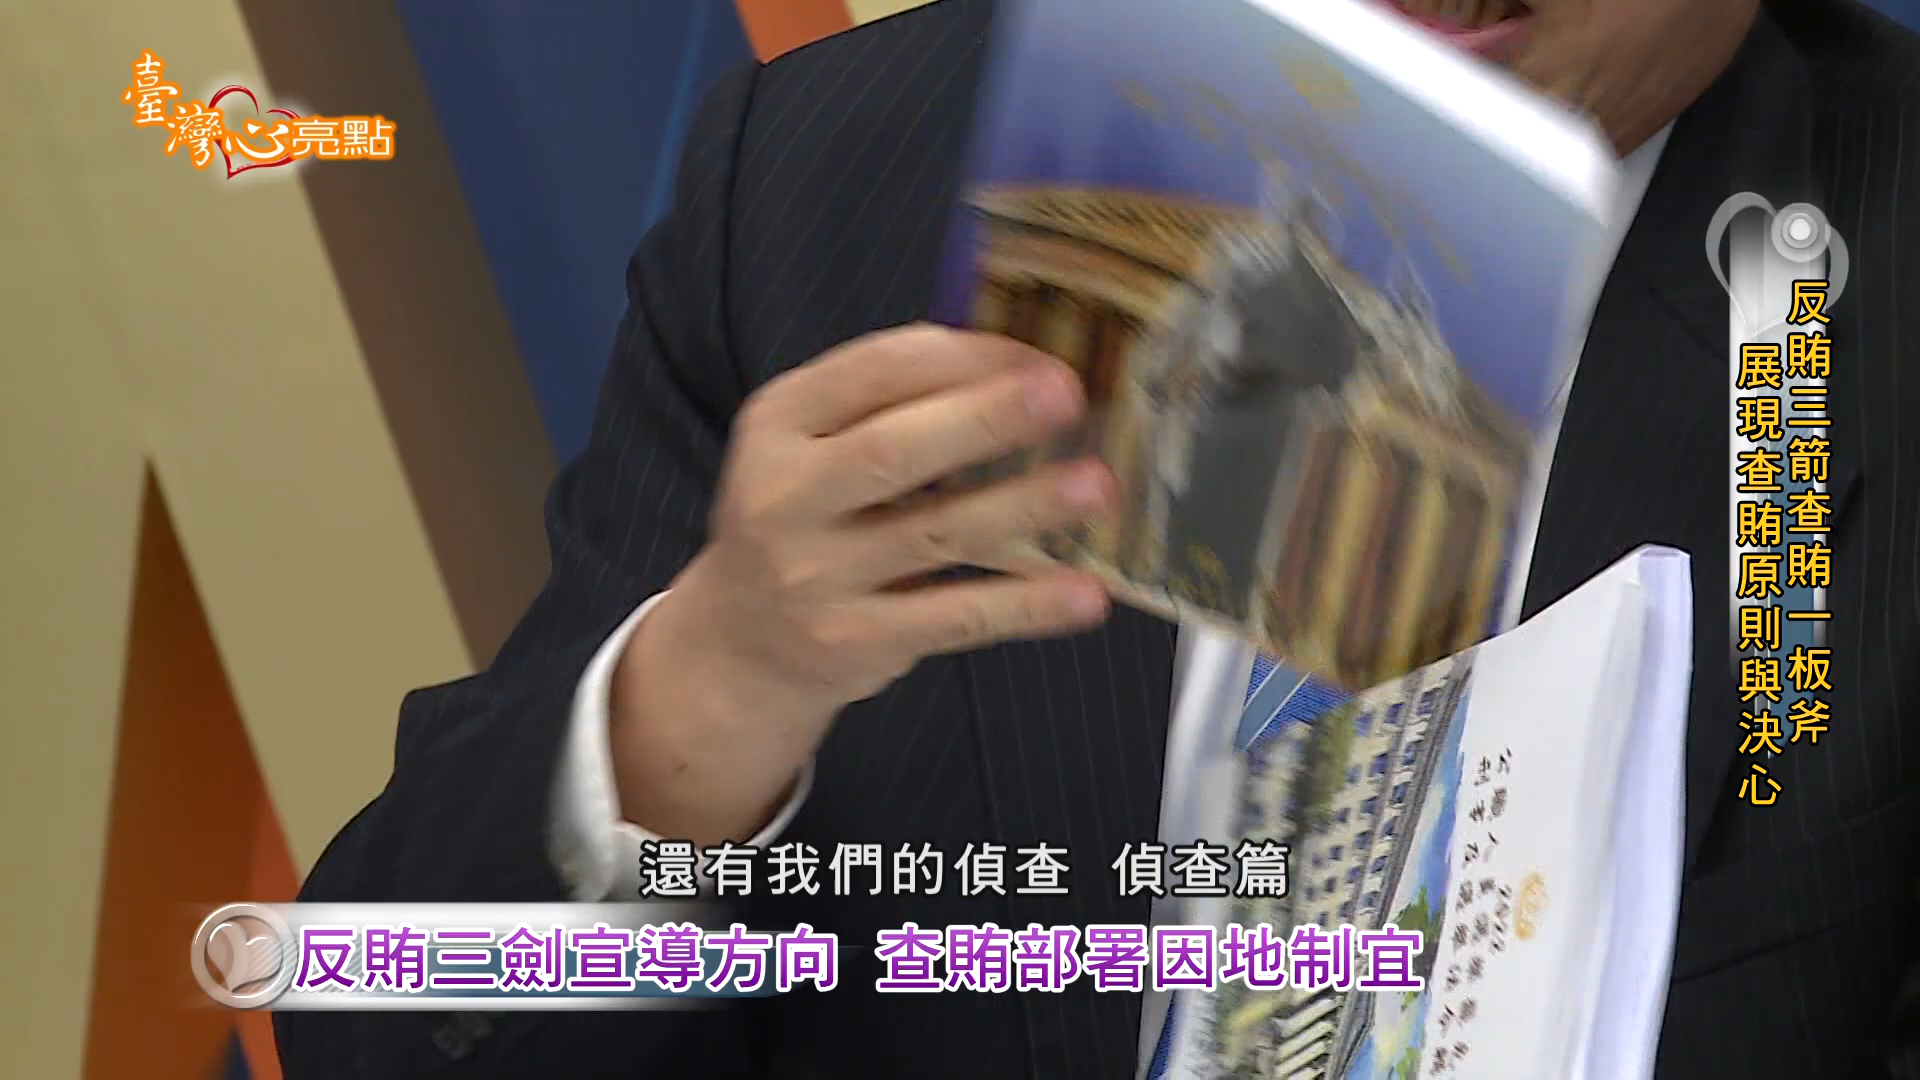 臺灣心亮點
反賄三箭查賄一板斧
展現查賄原則與決心
還有我們的偵查 偵查篇
反賄三劍宣導方向 查賄部署因地制宜